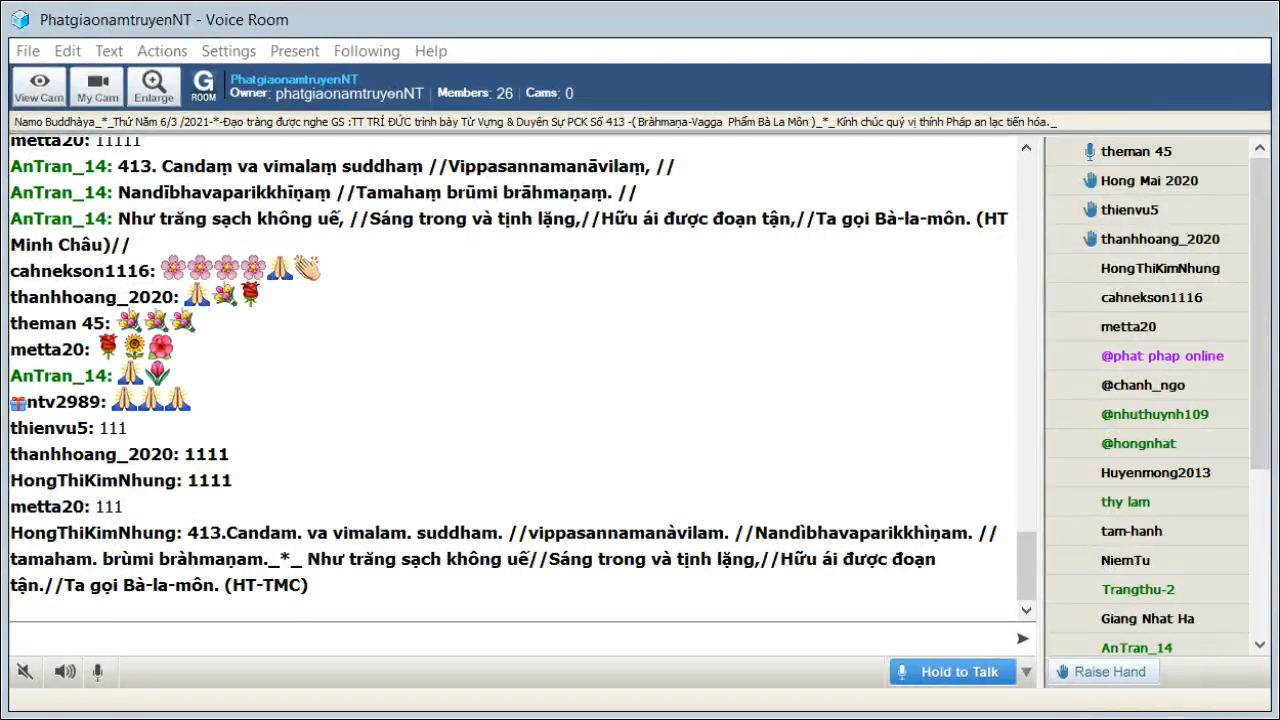 PhatgiaonamtruyenNT - Voice Room
File Edit Text Actions Settings Present Following Help
View Cam My Cam Enlarge G ROOM PhatgiaonamtruyenNT
Owner: phatgiaonamtruyenNT Members: 26 Cams: 0
Namo Buddhàya_*_Thứ Năm 6/3 /2021-*-Đạo tràng được nghe GS :TT TRÍ ĐỨC trình bày Từ Vựng & Duyên Sự PCK Số 413 -( Bràhmaṇa-Vagga Phẩm Bà La Môn )_*_Kính chúc quý vị thính Pháp an lạc tiến hóa._
metta20: 11111
AnTran_14: 413. Candaṃ va vimalaṃ suddhaṃ //Vippasannamanāvilaṃ, //
AnTran_14: Nandībhavaparikkhīṇaṃ //Tamahaṃ brūmi brāhmaṇaṃ. //
AnTran_14: Như trăng sạch không uế, //Sáng trong và tịnh lặng,//Hữu ái được đoạn tận,//Ta gọi Bà-la-môn. (HT
Minh Châu)//
cahnekson1116: 🌸🌸🌸🌸🙏👏
thanhhoang_2020: 🙏💐🌹
theman 45: 💐💐💐
metta20: 🌹🌻🌺
AnTran_14: 🙏🌷
ntv2989: 🙏🙏🙏
thienvu5: 111
thanhhoang_2020: 1111
HongThiKimNhung: 1111
metta20: 111
HongThiKimNhung: 413.Candam. va vimalam. suddham. //vippasannamanàvilam. //Nandìbhavaparikkhìṇam. //
tamaham. brùmi bràhmaṇam._*_ Như trăng sạch không uế//Sáng trong và tịnh lặng,//Hữu ái được đoạn
tận.//Ta gọi Bà-la-môn. (HT-TMC)
Hold to Talk
theman 45
Hong Mai 2020
thienvu5
thanhhoang_2020
HongThiKimNhung
cahnekson1116
metta20
@phat phap online
@chanh_ngo
@nhuthuynh109
@hongnhat
Huyenmong2013
thy lam
tam-hanh
NiemTu
Trangthu-2
Giang Nhat Ha
AnTran_14
Raise Hand